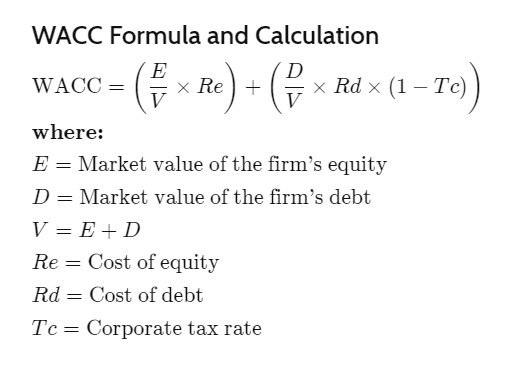 WACC Formula and Calculation
WACC = (E/V × Re) + (D/V × Rd × (1 − Tc))
where:
E = Market value of the firm’s equity
D = Market value of the firm’s debt
V = E + D
Re = Cost of equity
Rd = Cost of debt
Tc = Corporate tax rate